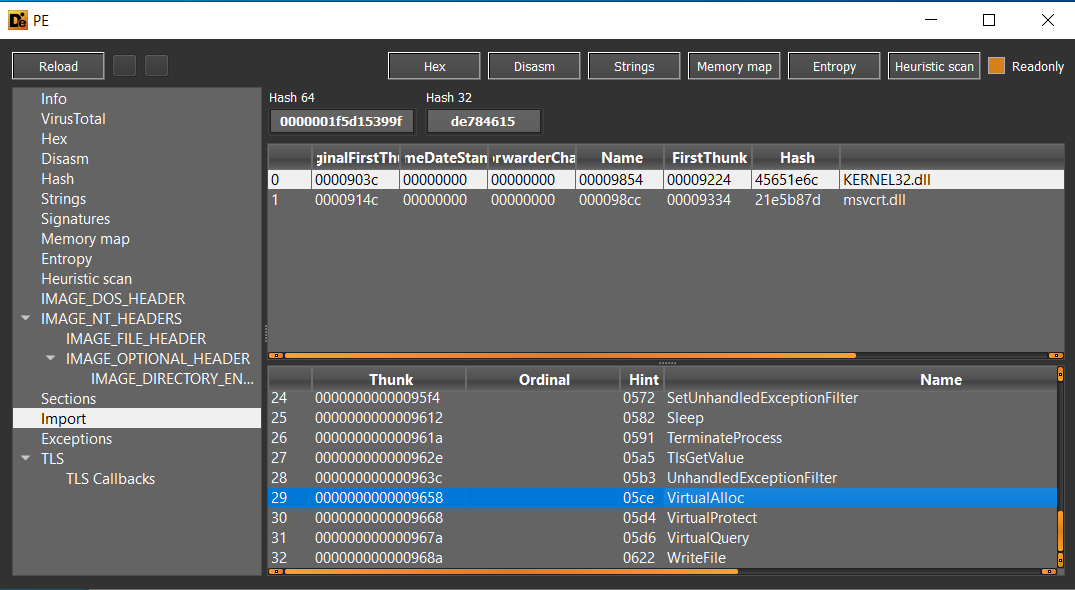 PE
Reload Hex Disasm Strings Memory map Entropy Heuristic scan Readonly
Info
VirusTotal
Hex
Disasm
Hash
Strings
Signatures
Memory map
Entropy
Heuristic scan
IMAGE_DOS_HEADER
IMAGE_NT_HEADERS
IMAGE_FILE_HEADER
IMAGE_OPTIONAL_HEADER
IMAGE_DIRECTORY_EN...
Sections
Import
Exceptions
TLS
TLS Callbacks
Hash 64 Hash 32
0000001f5d15399f de784615
ginalFirstThu meDateStan rwarderCha Name FirstThunk Hash
0 0000903c 00000000 00000000 00009854 00009224 45651e6c KERNEL32.dll
1 0000914c 00000000 00000000 000098cc 00009334 21e5b87d msvcrt.dll
Thunk Ordinal Hint Name
24 00000000000095f4 0572 SetUnhandledExceptionFilter
25 0000000000009612 0582 Sleep
26 000000000000961a 0591 TerminateProcess
27 000000000000962e 05a5 TlsGetValue
28 000000000000963c 05b3 UnhandledExceptionFilter
29 0000000000009658 05ce VirtualAlloc
30 0000000000009668 05d4 VirtualProtect
31 000000000000967a 05d6 VirtualQuery
32 000000000000968a 0622 WriteFile